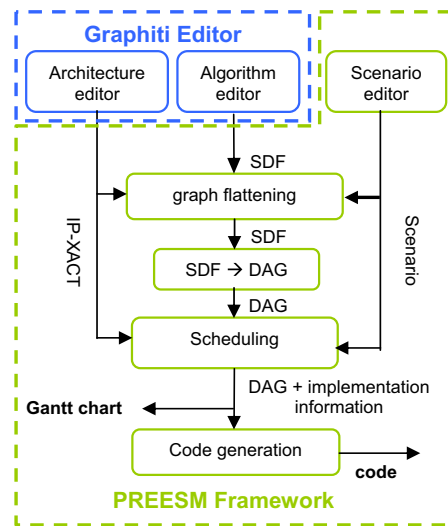 Graphiti Editor
Architecture
editor
Algorithm
editor
Scenario
editor
SDF
graph flattening
SDF
IP-XACT
Scenario
SDF → DAG
DAG
Scheduling
DAG + implementation
information
Gantt chart
Code generation
code
PREESM Framework